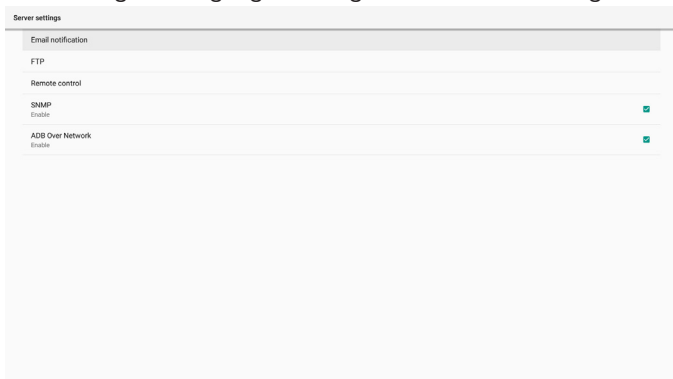 Server settings
Email notification
FTP
Remote control
SNMP
Enable
ADB Over Network
Enable